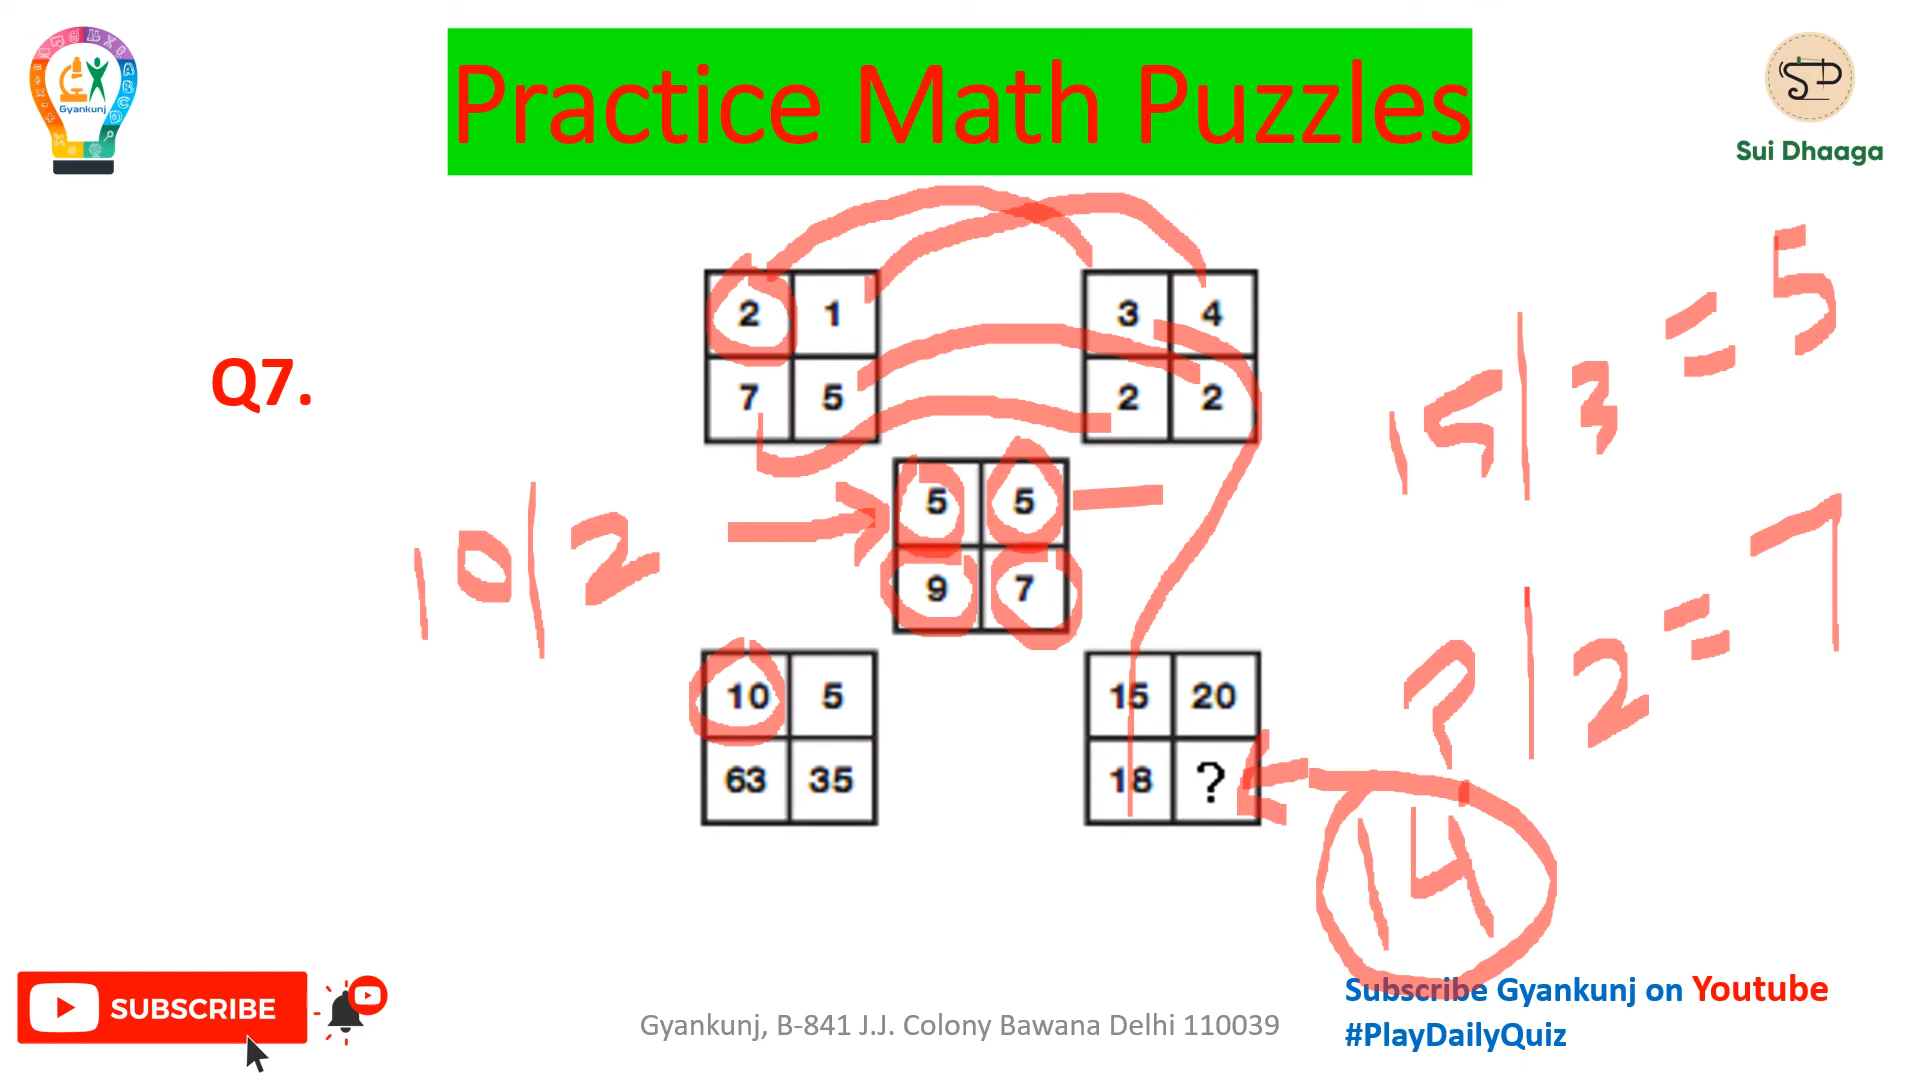 Gyankunj
Practice Math Puzzles
Sui Dhaaga
Q7.
2 1
7 5
3 4
2 2
5 5
9 7
10 5
63 35
15 20
18 ?
10|2
15|3=5
?|2=7
14
SUBSCRIBE
Gyankunj, B-841 J.J. Colony Bawana Delhi 110039
Subscribe Gyankunj on Youtube
#PlayDailyQuiz